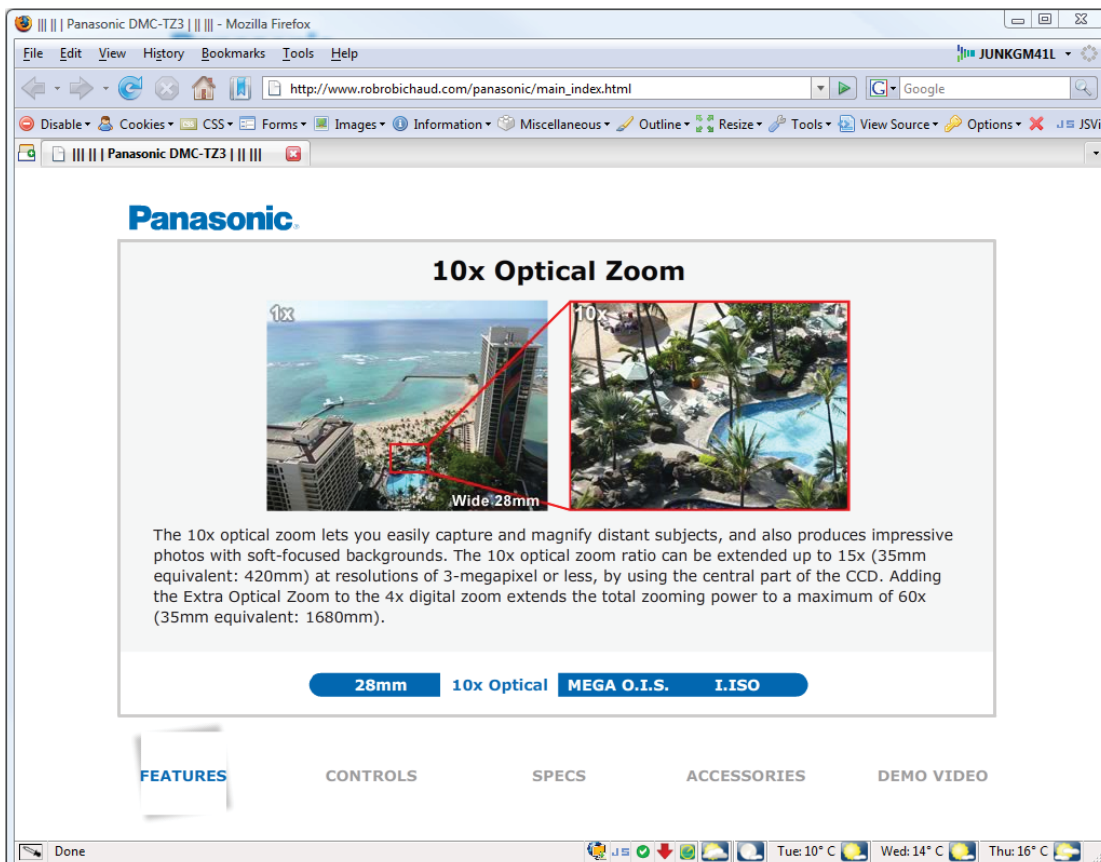 ||| || | Panasonic DMC-TZ3 | || ||| - Mozilla Firefox
File Edit View History Bookmarks Tools Help JUNKGM41L
http://www.robrobichaud.com/panasonic/main_index.html G Google
Disable Cookies CSS Forms Images Information Miscellaneous Outline Resize Tools View Source Options JS JSVi
||| || | Panasonic DMC-TZ3 | || |||
Panasonic
10x Optical Zoom
1x 10x
Wide 28mm
The 10x optical zoom lets you easily capture and magnify distant subjects, and also produces impressive
photos with soft-focused backgrounds. The 10x optical zoom ratio can be extended up to 15x (35mm
equivalent: 420mm) at resolutions of 3-megapixel or less, by using the central part of the CCD. Adding
the Extra Optical Zoom to the 4x digital zoom extends the total zooming power to a maximum of 60x
(35mm equivalent: 1680mm).
28mm 10x Optical MEGA O.I.S. I.ISO
FEATURES CONTROLS SPECS ACCESSORIES DEMO VIDEO
Done JS Tue: 10° C Wed: 14° C Thu: 16° C